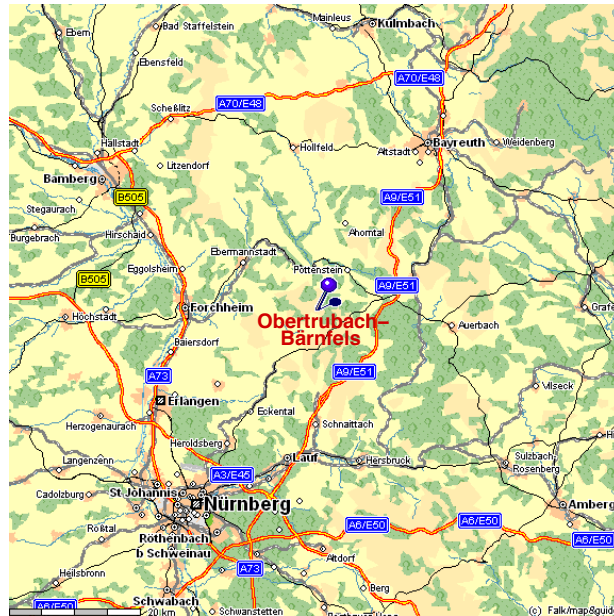 Mainleus
Kulmbach
Ebern
Bad Staffelstein
Ebensfeld
A70/E48
A70/E48
Scheßlitz
Hallstadt
Hollfeld
Altstadt
Bayreuth
Weidenberg
Litzendorf
Bamberg
B505
A9/E51
Stegaurach
Burgebrach
Hirschaid
Ahorntal
Ebermannstadt
Eggolsheim
Pottenstein
B505
A9/E51
Forchheim
Höchstadt
Obertrubach-
Bärnfels
Auerbach
Grafe
Baiersdorf
A73
A9/E51
Vilseck
Erlangen
Eckental
Herzogenaurach
Schnaittach
Heroldsberg
Langenzenn
Lauf
Hersbruck
Sulzbach
Rosenberg
A3/E45
Cadolzburg
St Johannis
Nürnberg
Amberg
Roßtal
A6/E50
A6/E50
Röthenbach
b Schweinau
A6/E50
Altdorf
A73
Heilsbronn
Berg
Schwabach
A6/E50
20 km
Schwanstetten
(c) Falk/map&guid